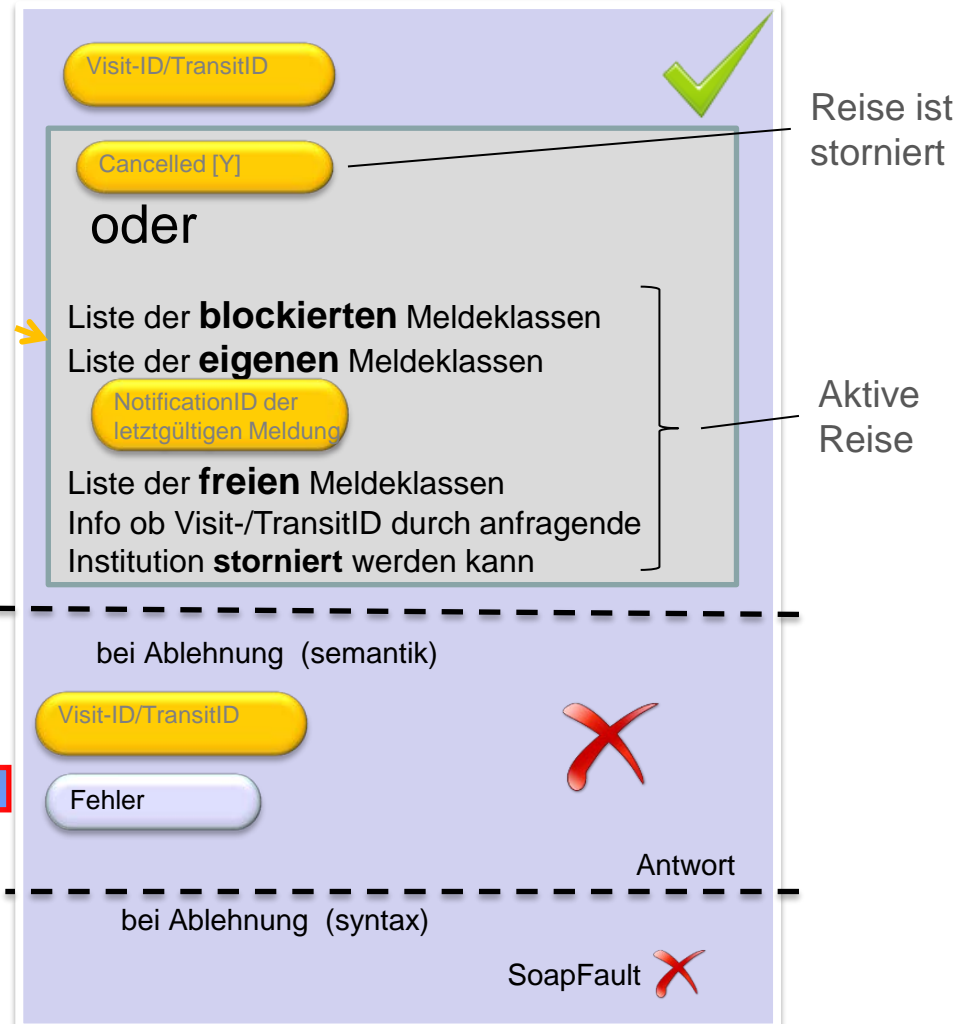 Visit-ID/TransitID
Reise ist
storniert
Cancelled [Y]
oder
Liste der blockierten Meldeklassen
Liste der eigenen Meldeklassen
NotificationID der
letztgültigen Meldung
Aktive
Reise
Liste der freien Meldeklassen
Info ob Visit-/TransitID durch anfragende
Institution storniert werden kann
bei Ablehnung (semantik)
Visit-ID/TransitID
Fehler
Antwort
bei Ablehnung (syntax)
SoapFault